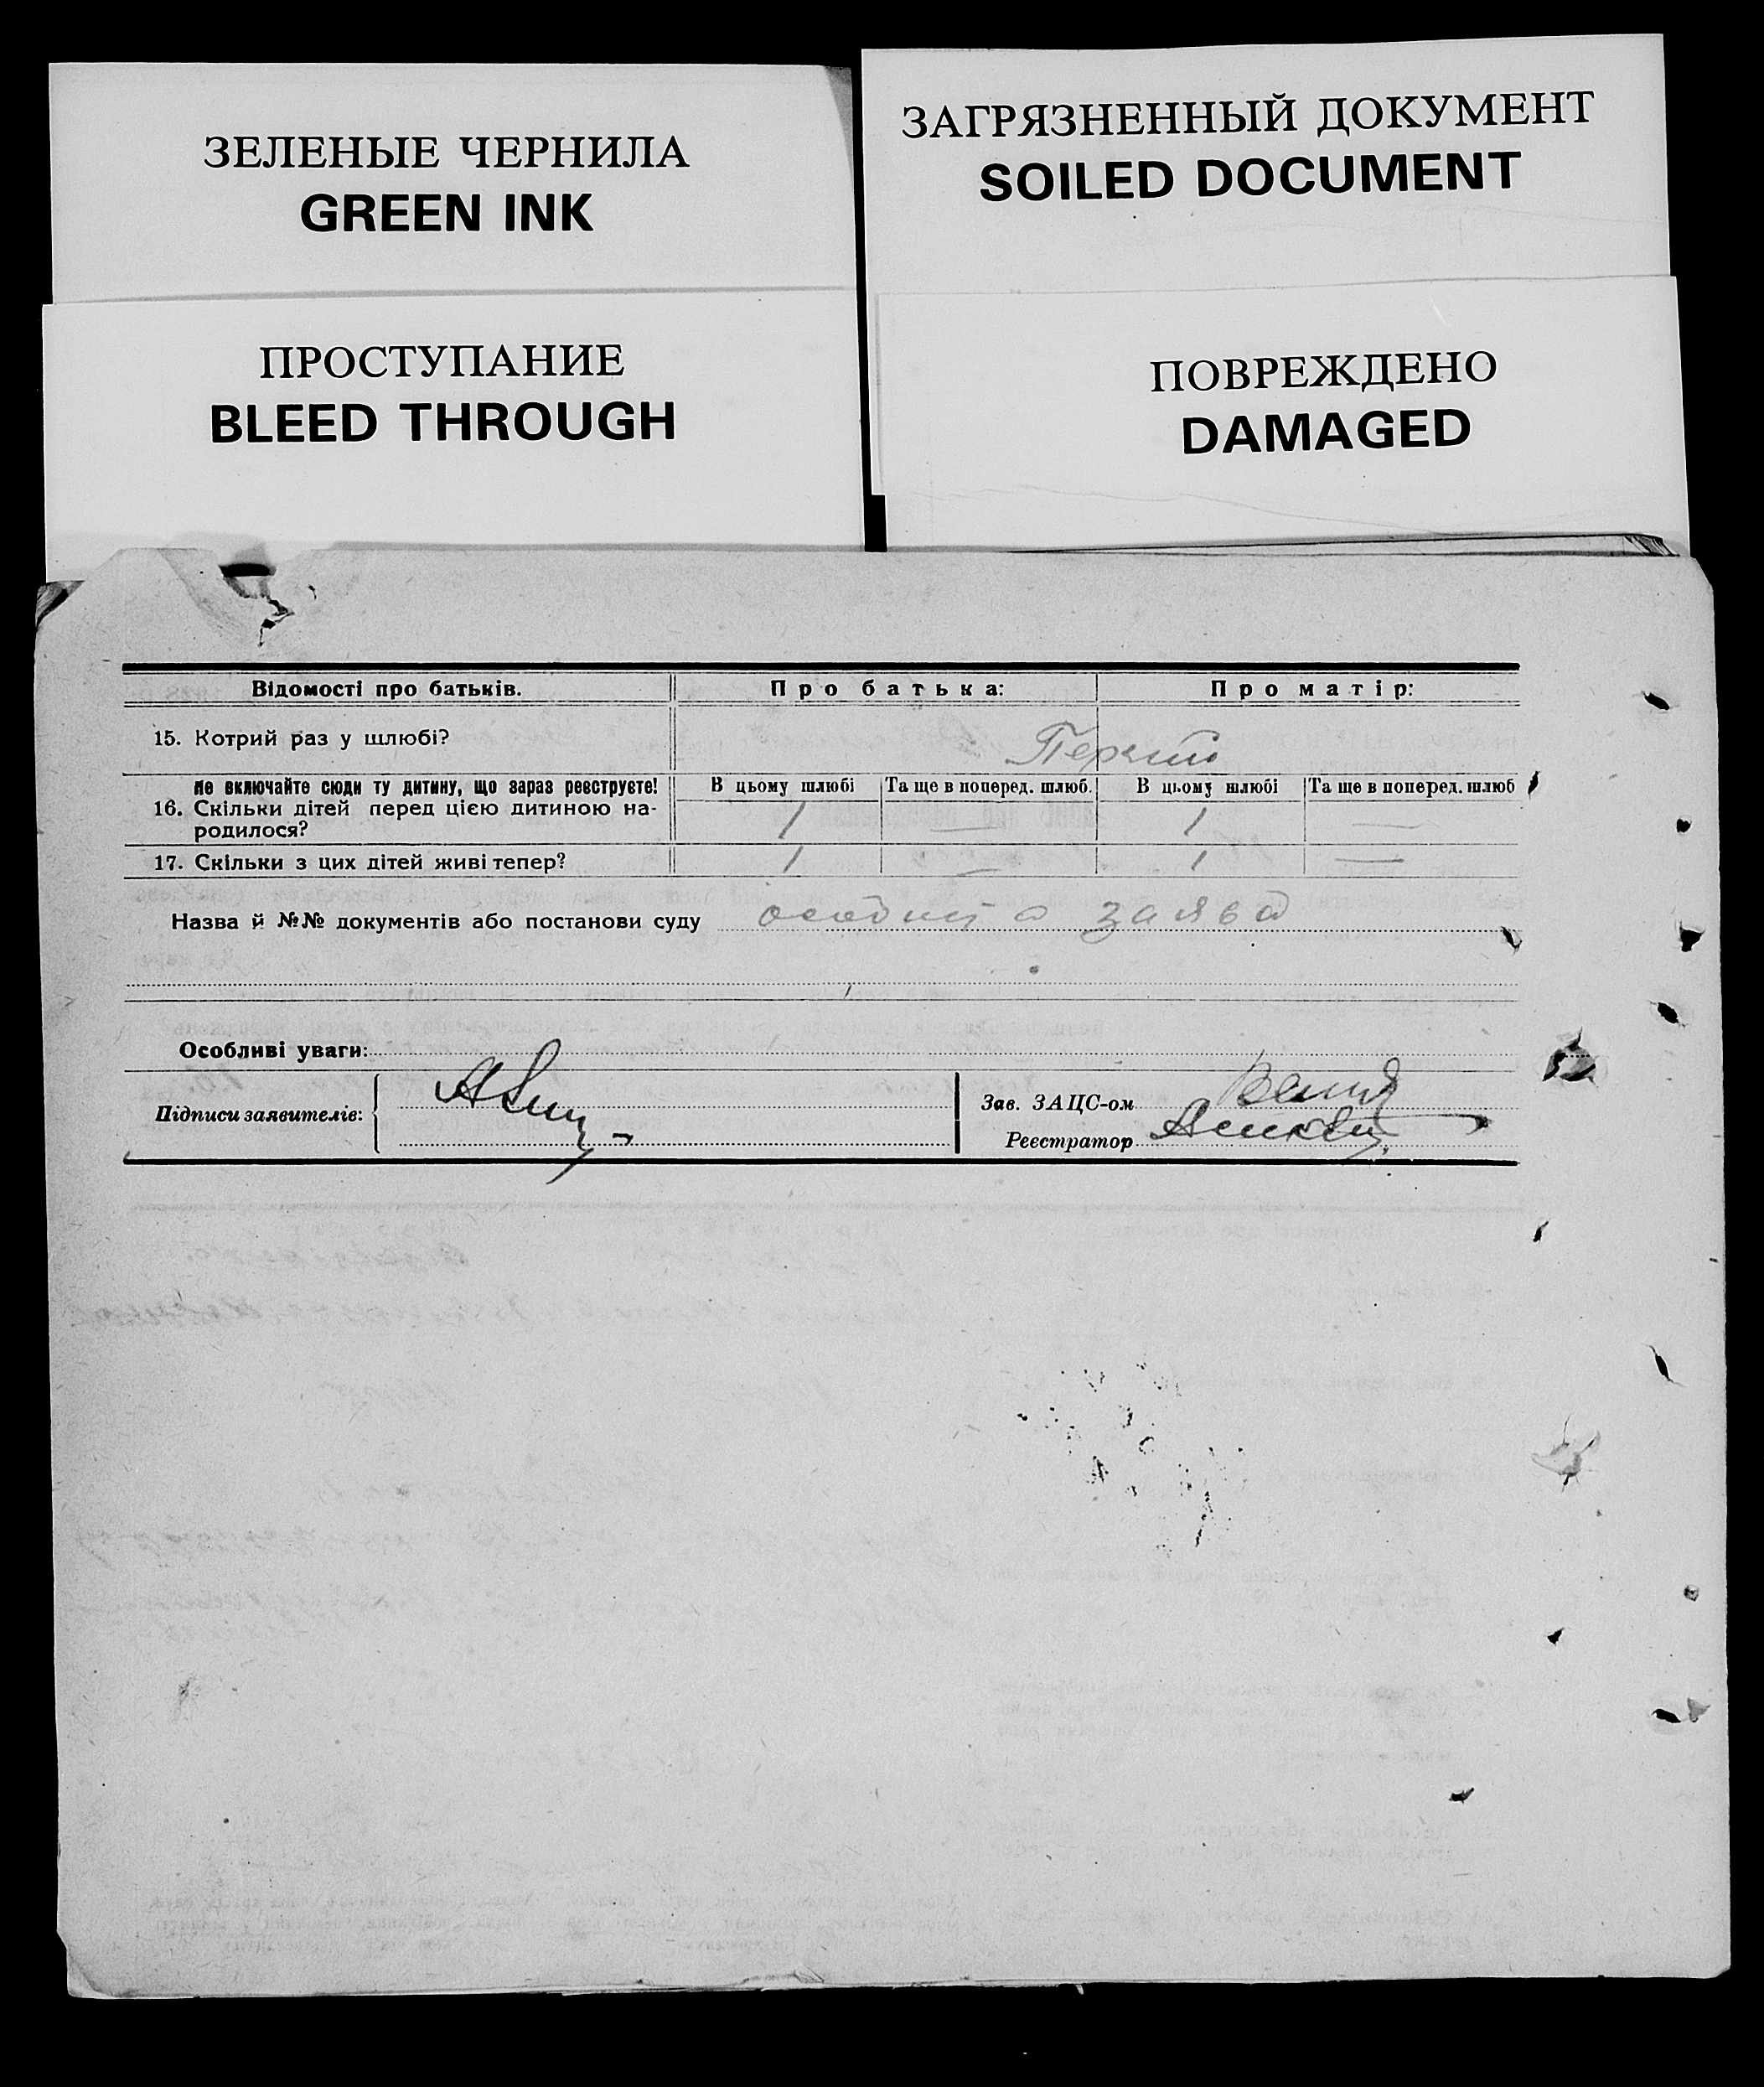 ЗЕЛЕНЫЕ ЧЕРНИЛА
GREEN INK
ЗАГРЯЗНЕННЫЙ ДОКУМЕНТ
SOILED DOCUMENT
ПРОСТУПАНИЕ
BLEED THROUGH
ПОВРЕЖДЕНО
DAMAGED
Відомості про батьків. Про батька: Про матір:
15. Котрий раз у шлюбі? Перший
Не включайте сюди ту дитину, що зараз реєструєте! В цьому шлюбі Та ще в поперед. шлюб. В цьому шлюбі Та ще в поперед. шлюб
16. Скільки дітей перед цією дитиною на-
родилося? 1 — 1 —
17. Скільки з цих дітей живі тепер? 1 — 1 —
Назва й №№ документів або постанови суду особиста заява
Особливі уваги:
Підписи заявителів:
Зав. ЗАЦС-ом
Реєстратор